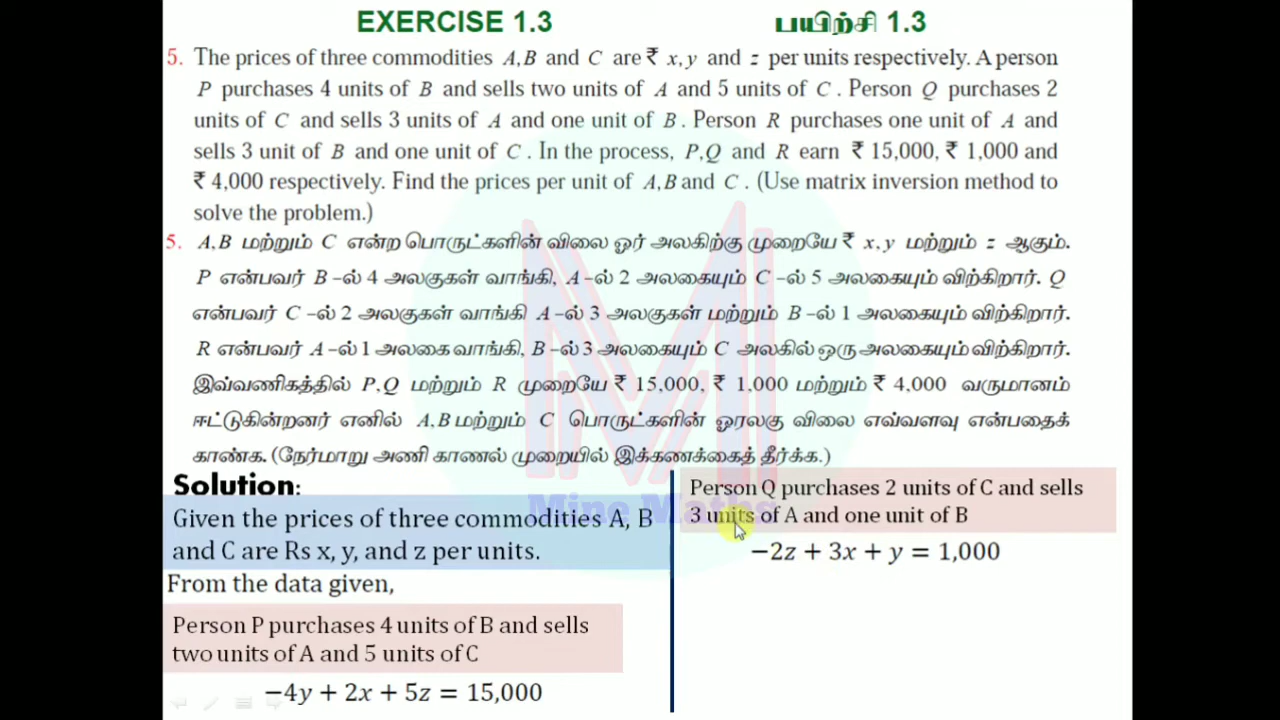 EXERCISE 1.3
பயிற்சி 1.3
5. The prices of three commodities A,B and C are ₹ x, y and z per units respectively. A person
P purchases 4 units of B and sells two units of A and 5 units of C . Person Q purchases 2
units of C and sells 3 units of A and one unit of B . Person R purchases one unit of A and
sells 3 unit of B and one unit of C . In the process, P,Q and R earn ₹ 15,000, ₹ 1,000 and
₹ 4,000 respectively. Find the prices per unit of A,B and C . (Use matrix inversion method to
solve the problem.)
5. A,B மற்றும் C என்ற பொருட்களின் விலை ஓர் அலகிற்கு முறையே ₹ x, y மற்றும் z ஆகும்.
P என்பவர் B -ல் 4 அலகுகள் வாங்கி, A -ல் 2 அலகையும் C -ல் 5 அலகையும் விற்கிறார். Q
என்பவர் C -ல் 2 அலகுகள் வாங்கி A -ல் 3 அலகுகள் மற்றும் B -ல் 1 அலகையும் விற்கிறார்.
R என்பவர் A -ல் 1 அலகை வாங்கி, B -ல் 3 அலகையும் C அலகில் ஒரு அலகையும் விற்கிறார்.
இவ்வணிகத்தில் P,Q மற்றும் R முறையே ₹ 15,000, ₹ 1,000 மற்றும் ₹ 4,000 வருமானம்
ஈட்டுகின்றனர் எனில் A,B மற்றும் C பொருட்களின் ஓரலகு விலை எவ்வளவு என்பதைக்
காண்க. (நேர்மாறு அணி காணல் முறையில் இக்கணக்கைத் தீர்க்க.)
Solution:
Given the prices of three commodities A, B
and C are Rs x, y, and z per units.
From the data given,
Person P purchases 4 units of B and sells
two units of A and 5 units of C
−4y + 2x + 5z = 15,000
Person Q purchases 2 units of C and sells
3 units of A and one unit of B
−2z + 3x + y = 1,000
Mine Maths